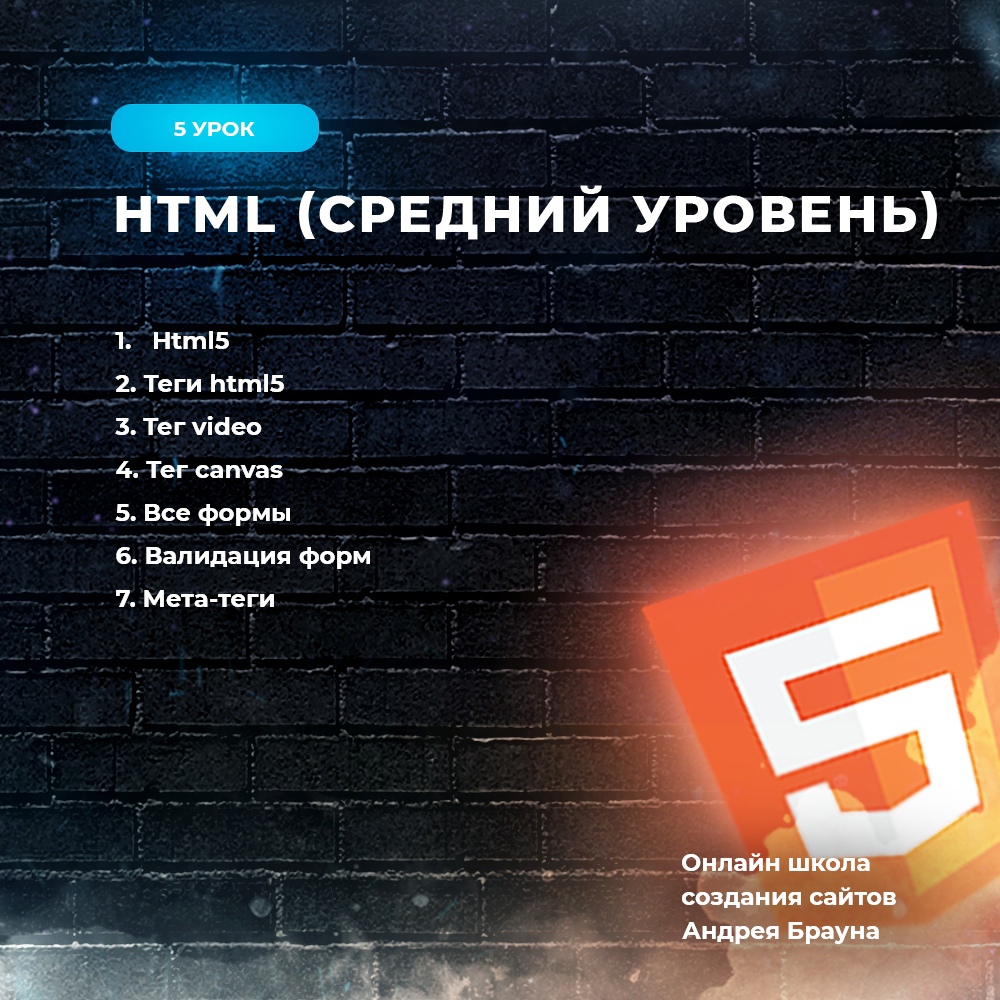 5 УРОК
HTML (СРЕДНИЙ УРОВЕНЬ)
1. Html5
2. Теги html5
3. Тег video
4. Тег canvas
5. Все формы
6. Валидация форм
7. Мета-теги
5
Онлайн школа
создания сайтов
Андрея Брауна